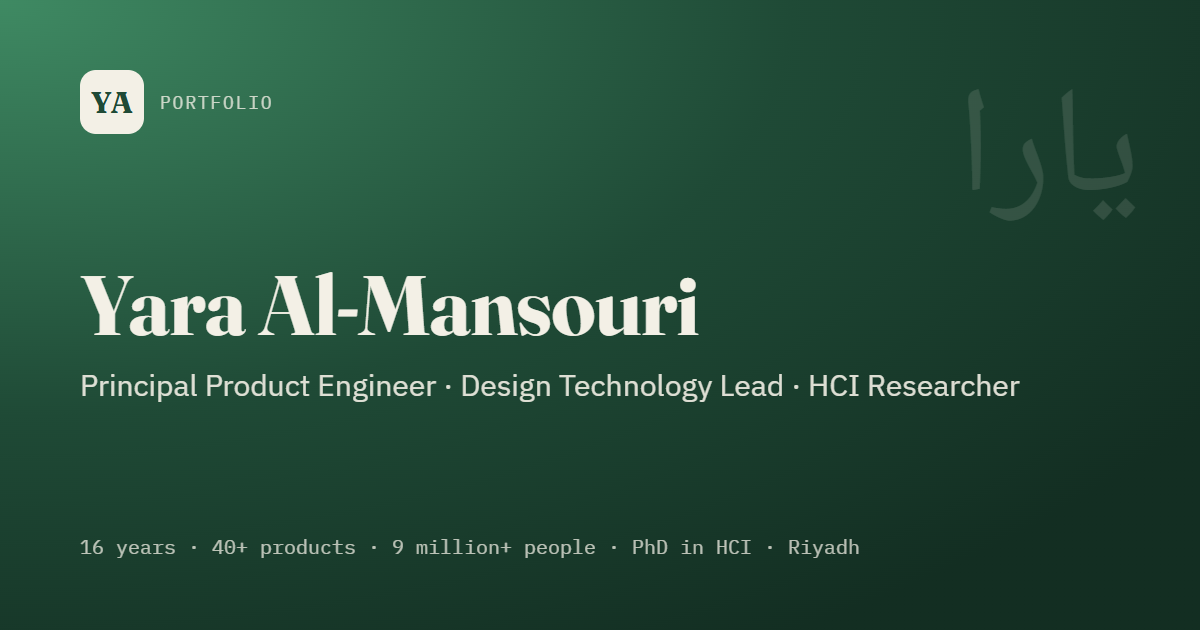 YA
PORTFOLIO
يارا
Yara Al-Mansouri
Principal Product Engineer · Design Technology Lead · HCI Researcher
16 years · 40+ products · 9 million+ people · PhD in HCI · Riyadh